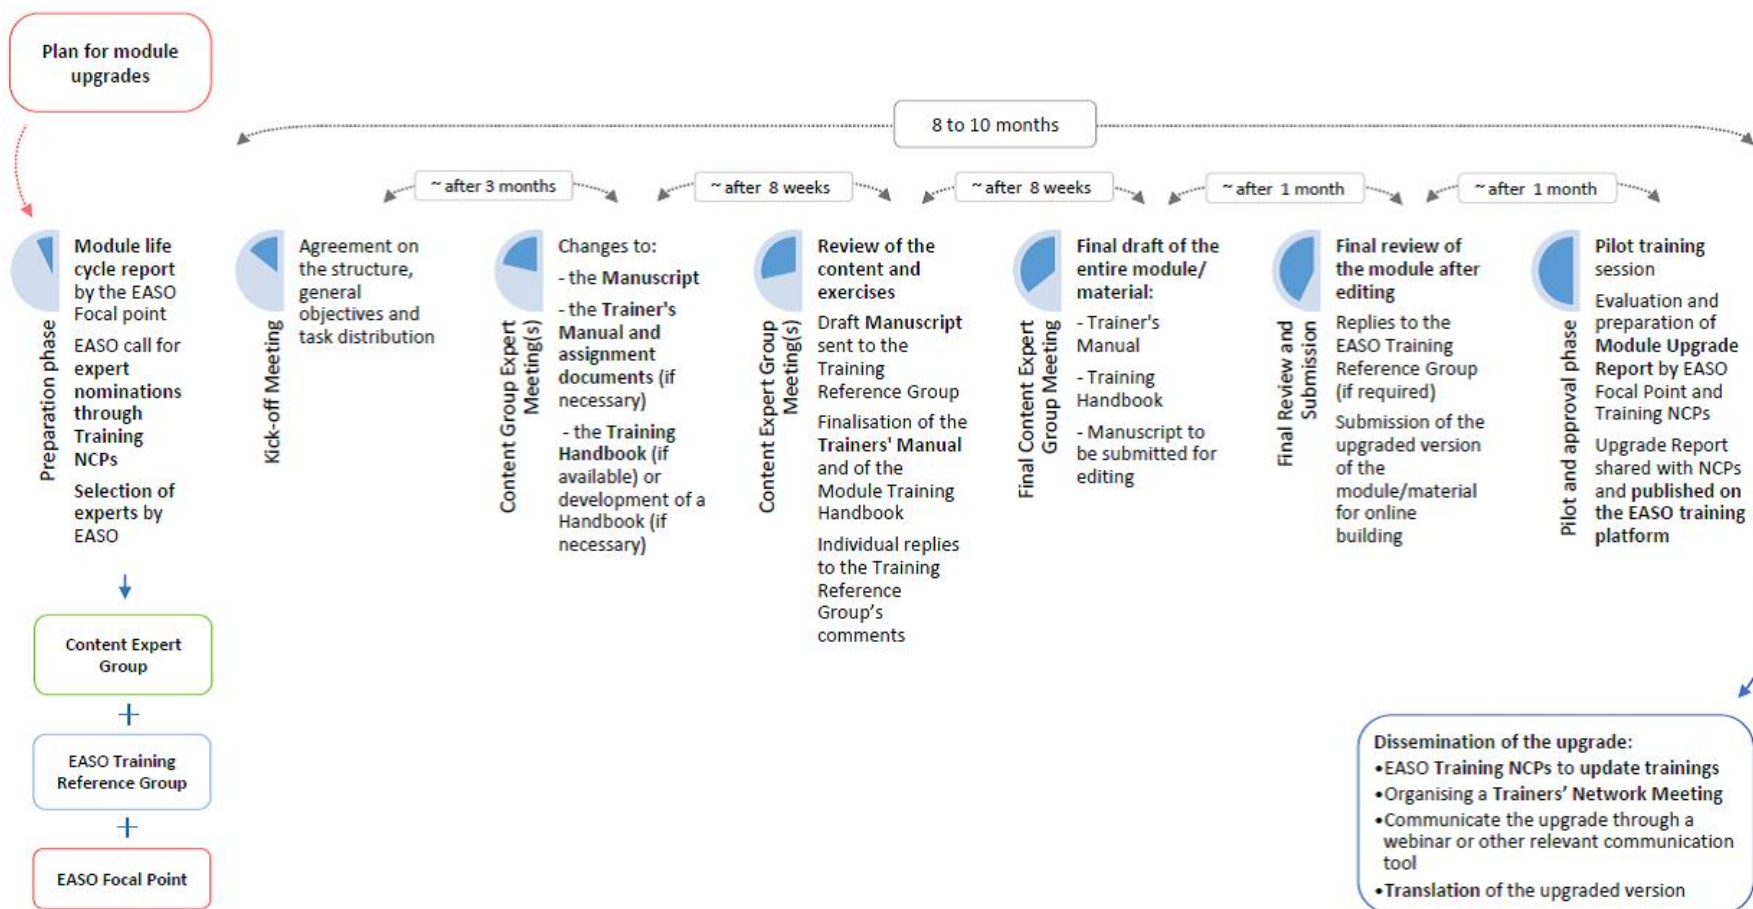 Plan for module
upgrades
8 to 10 months
~ after 3 months
~ after 8 weeks
~ after 8 weeks
~ after 1 month
~ after 1 month
Preparation phase
Module life
cycle report
by the EASO
Focal point
EASO call for
expert
nominations
through
Training
NCPs
Selection of
experts by
EASO
Kick-off Meeting
Agreement on
the structure,
general
objectives and
task distribution
Content Group Expert
Meeting(s)
Changes to:
- the Manuscript
- the Trainer's
Manual and
assignment
documents (if
necessary)
- the Training
Handbook (if
available) or
development of a
Handbook (if
necessary)
Content Expert Group
Meeting(s)
Review of the
content and
exercises
Draft Manuscript
sent to the
Training
Reference Group
Finalisation of the
Trainers' Manual
and of the
Module Training
Handbook
Individual replies
to the Training
Reference
Group’s
comments
Final Content Expert
Group Meeting
Final draft of the
entire module/
material:
- Trainer's
Manual
- Training
Handbook
- Manuscript to
be submitted for
editing
Final Review and
Submission
Final review of
the module after
editing
Replies to the
EASO Training
Reference Group
(if required)
Submission of the
upgraded version
of the
module/material
for online
building
Pilot and approval phase
Pilot training
session
Evaluation and
preparation of
Module Upgrade
Report by EASO
Focal Point and
Training NCPs
Upgrade Report
shared with NCPs
and published on
the EASO training
platform
Content Expert
Group
+
EASO Training
Reference Group
+
EASO Focal Point
Dissemination of the upgrade:
•EASO Training NCPs to update trainings
•Organising a Trainers’ Network Meeting
•Communicate the upgrade through a
webinar or other relevant communication
tool
•Translation of the upgraded version